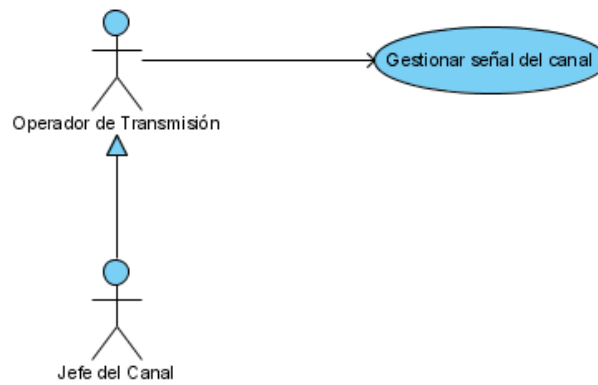 Gestionar señal del canal
Operador de Transmisión
Jefe del Canal